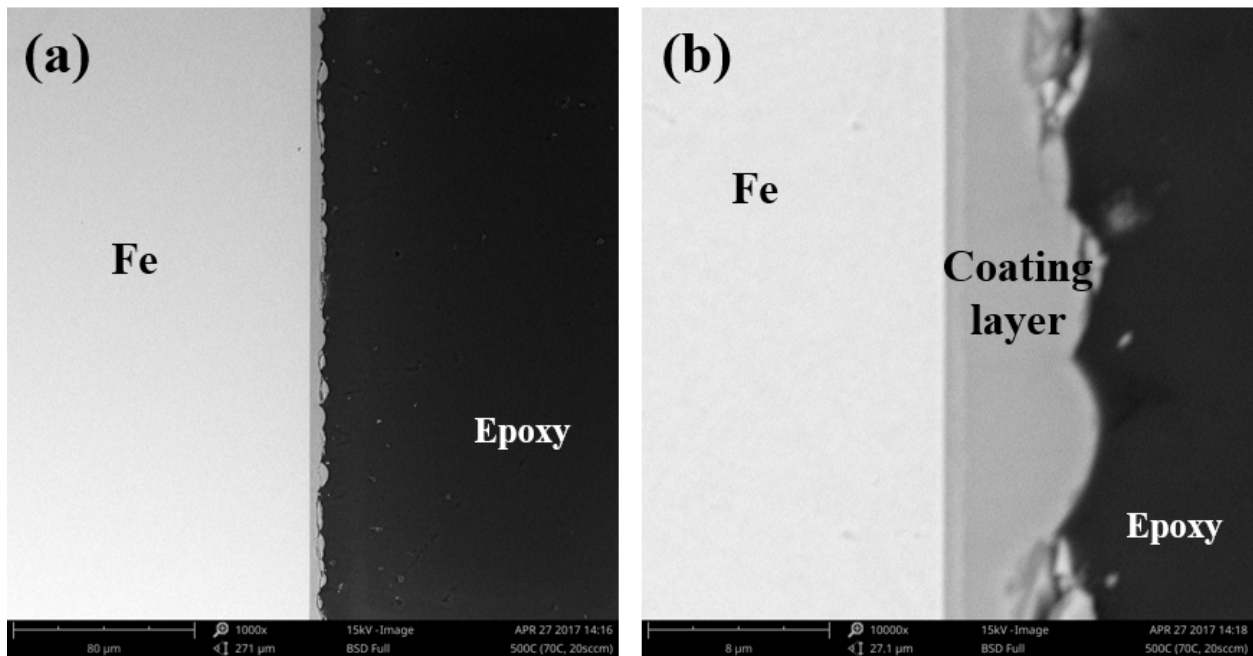 (a)
Fe
Epoxy
1000x
15kV - Image
APR 27 2017 14:16
80 µm
271 µm
BSD Full
500C (70C, 20sccm)
(b)
Fe
Coating
layer
Epoxy
10000x
15kV - Image
APR 27 2017 14:18
8 µm
27.1 µm
BSD Full
500C (70C, 20sccm)